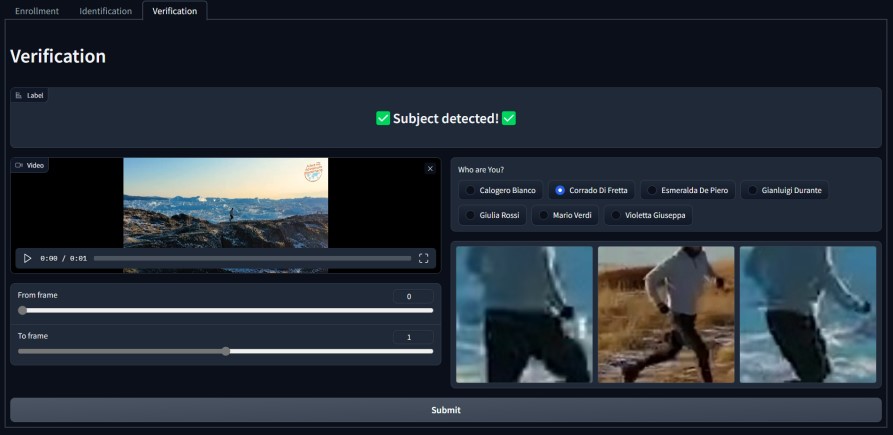 Enrollment Identification Verification
Verification
Label
✅ Subject detected! ✅
Video
0:00 / 0:01
From frame
0
To frame
1
Who are You?
Calogero Bianco Corrado Di Fretta Esmeralda De Piero Gianluigi Durante
Giulia Rossi Mario Verdi Violetta Giuseppa
Submit